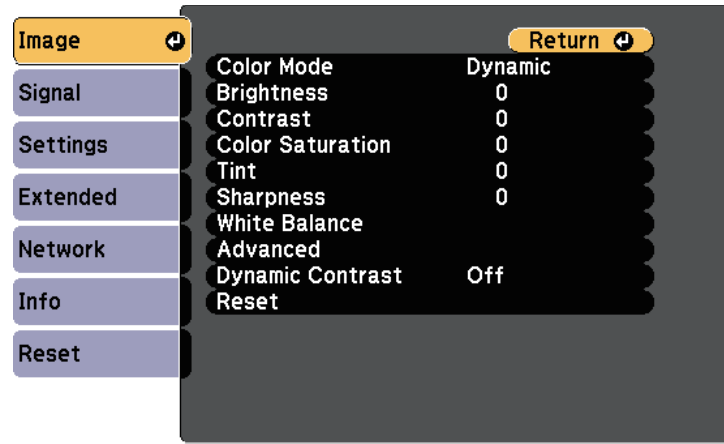 Image
Signal
Settings
Extended
Network
Info
Reset
Return
Color Mode Dynamic
Brightness 0
Contrast 0
Color Saturation 0
Tint 0
Sharpness 0
White Balance
Advanced
Dynamic Contrast Off
Reset